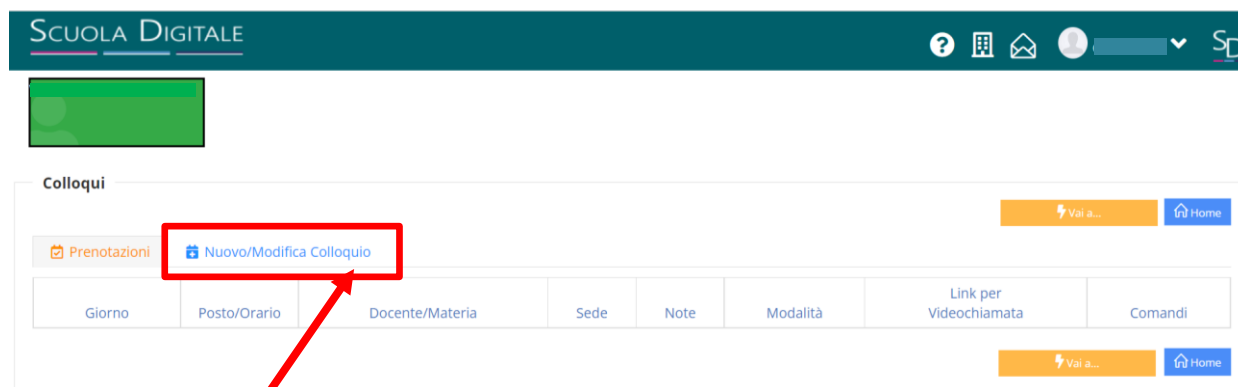 SCUOLA DIGITALE
SD
Colloqui
Vai a...
Home
Prenotazioni
Nuovo/Modifica Colloquio
Giorno
Posto/Orario
Docente/Materia
Sede
Note
Modalità
Link per
Videochiamata
Comandi
Vai a...
Home